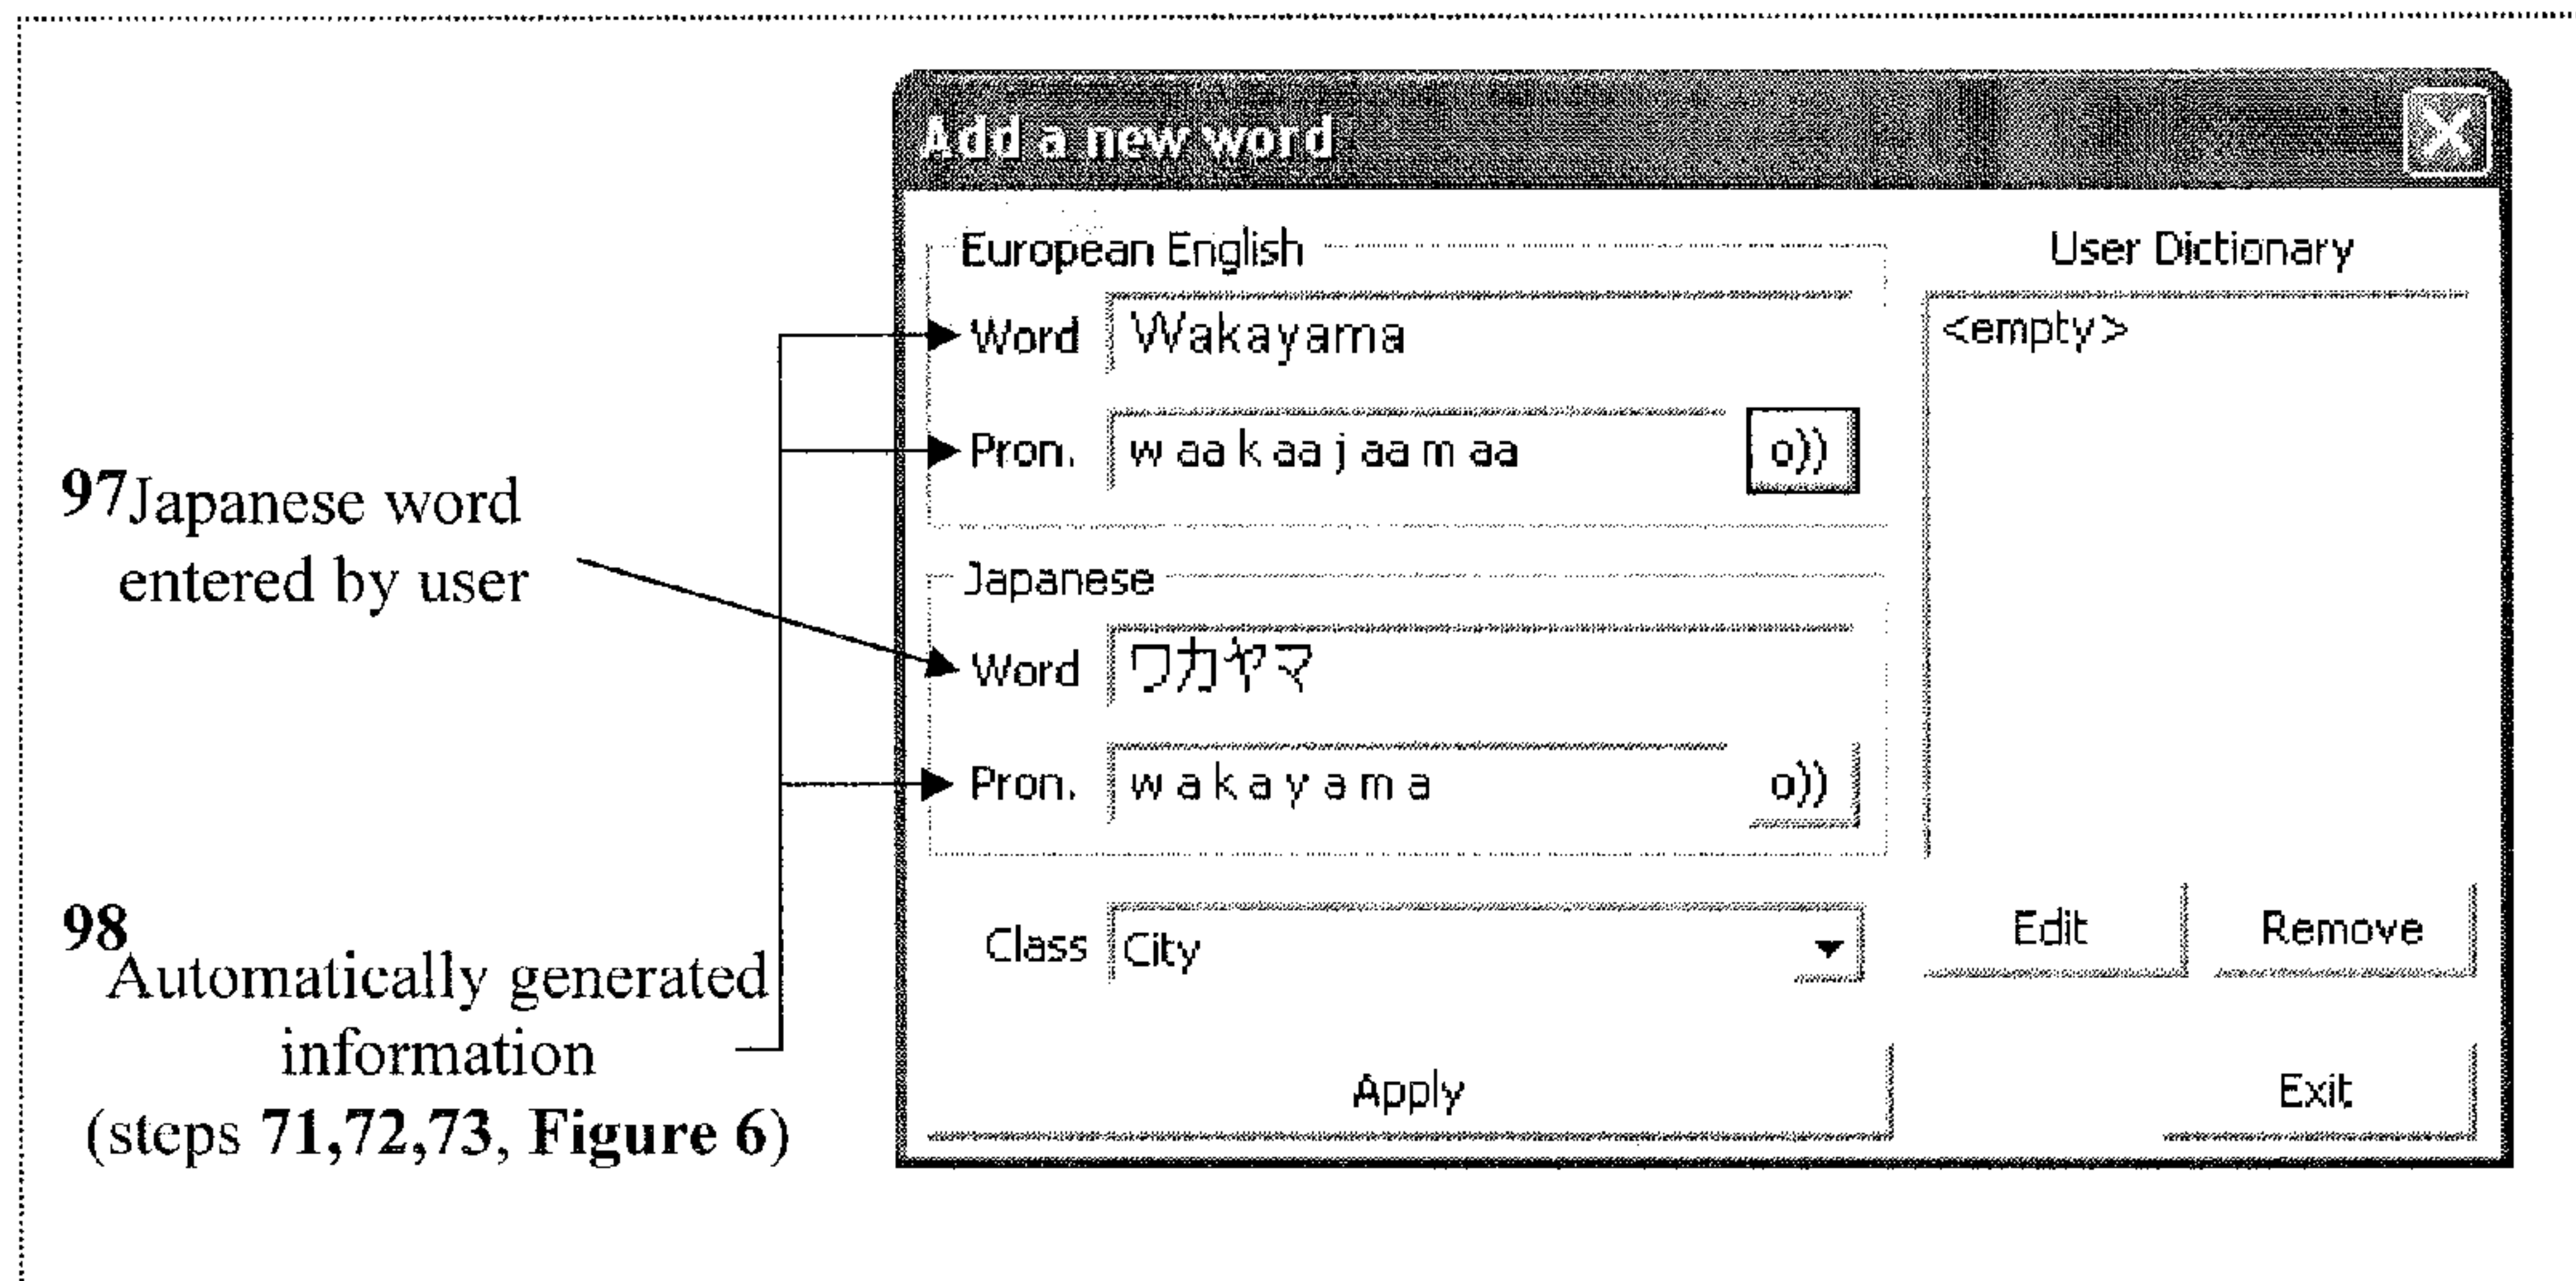 Add a new word
European English
Word Wakayama
Pron. w aa k aa j aa m aa o))
Japanese
Word ワカヤマ
Pron. w a k a y a m a o))
Class City
Apply
User Dictionary
<empty>
Edit Remove
Exit
97 Japanese word
entered by user
98
Automatically generated
information
(steps 71,72,73, Figure 6)